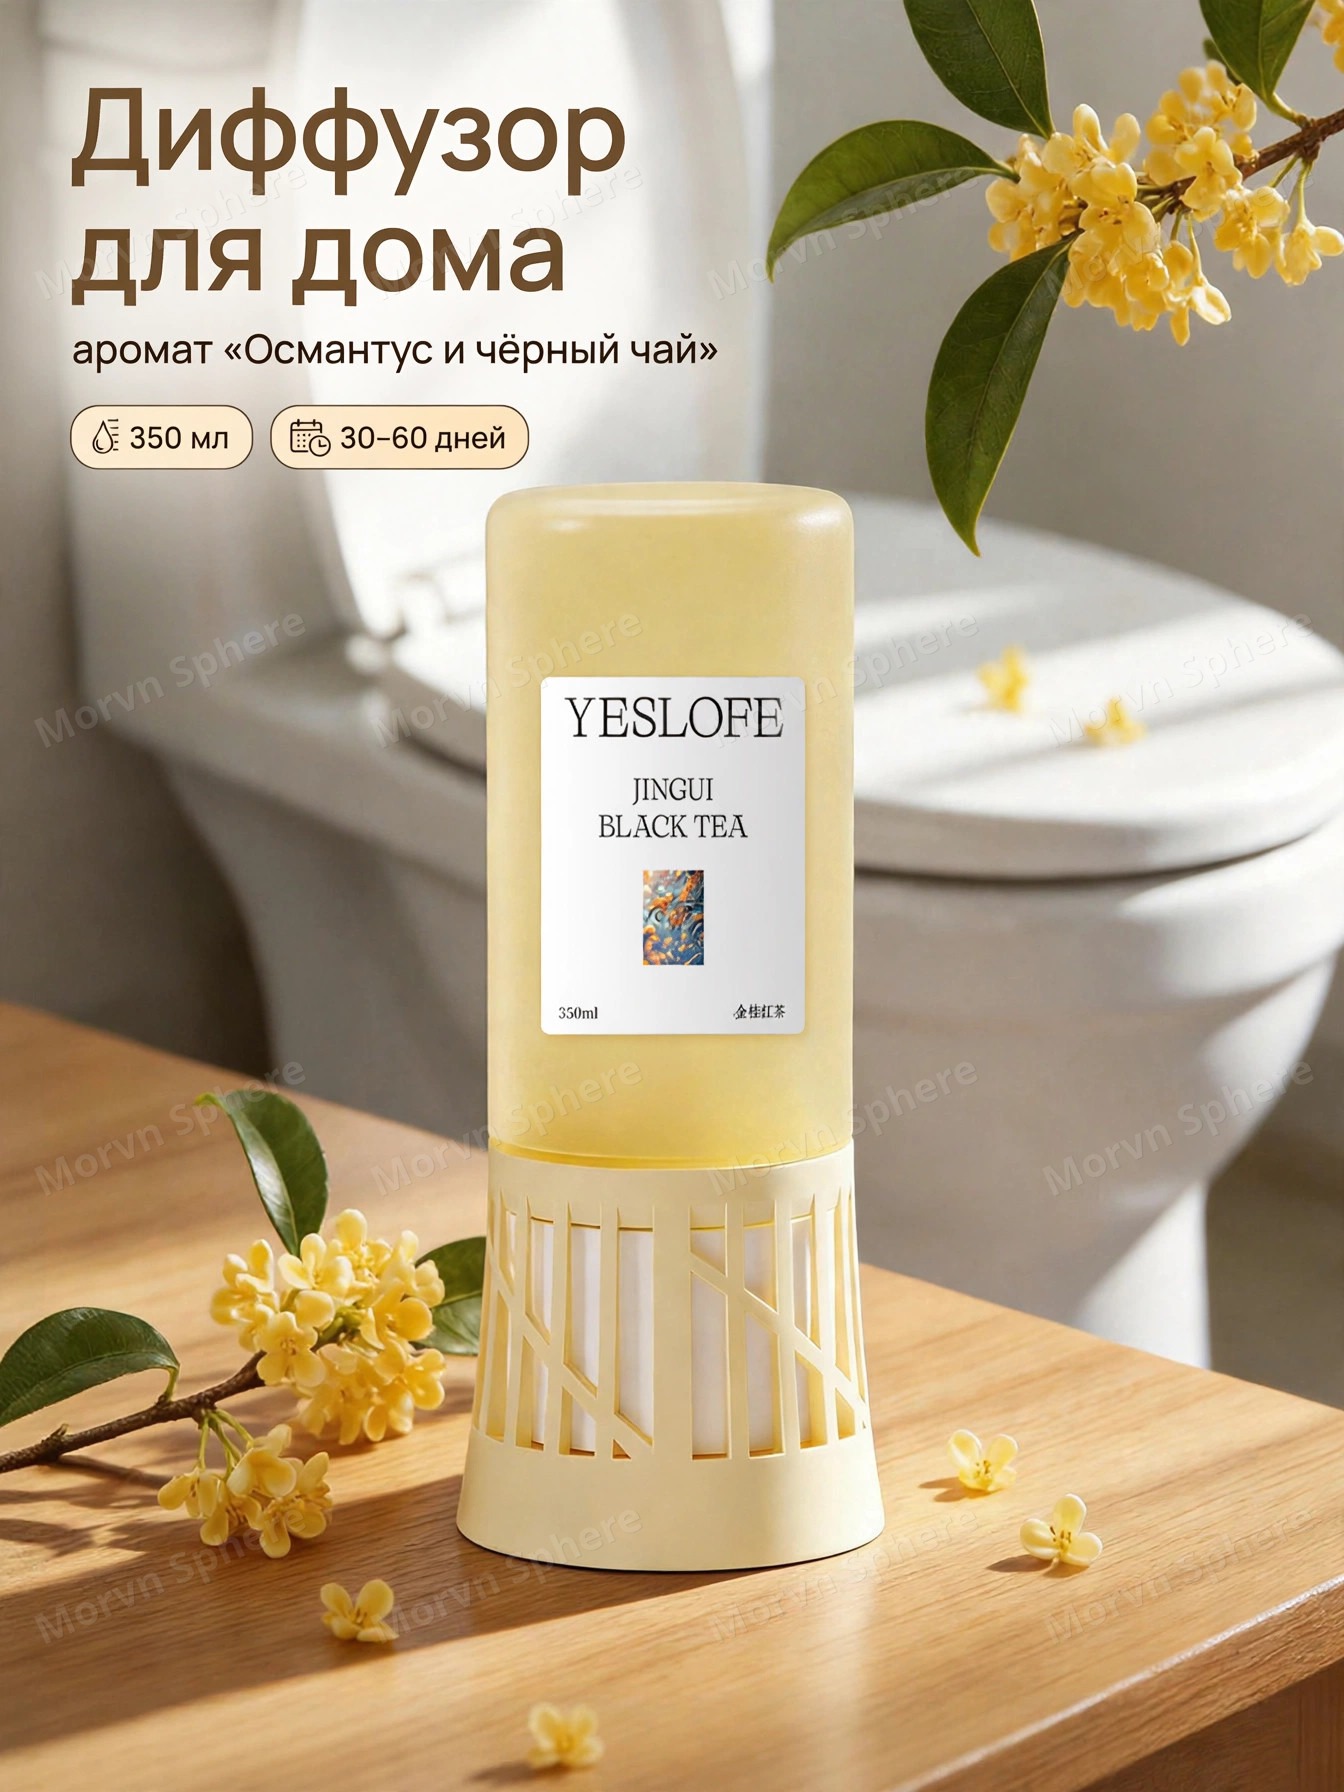 Диффузор
для дома
аромат «Османтус и чёрный чай»
350 мл
30–60 дней
YESLOFE
JINGUI
BLACK TEA
350ml
金桂红茶
Morvn Sphere